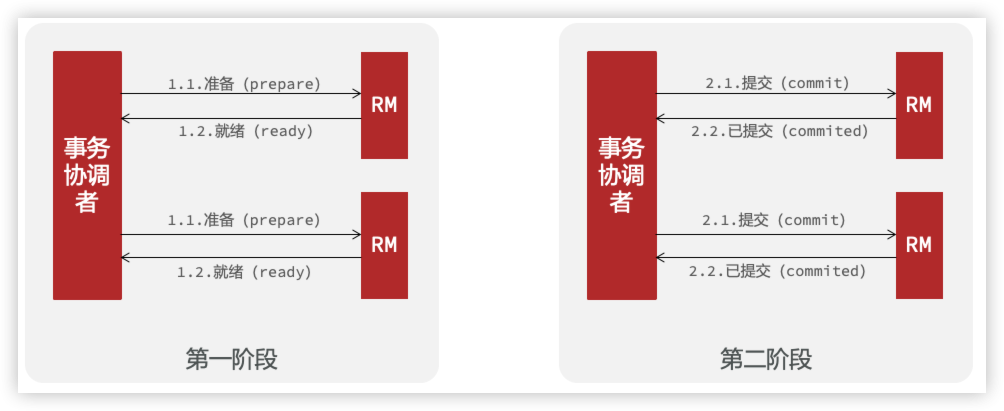 事务
协调
者
1.1.准备 (prepare)
RM
1.2.就绪 (ready)
1.1.准备 (prepare)
RM
1.2.就绪 (ready)
第一阶段
事务
协调
者
2.1.提交 (commit)
RM
2.2.已提交 (commited)
2.1.提交 (commit)
RM
2.2.已提交 (commited)
第二阶段